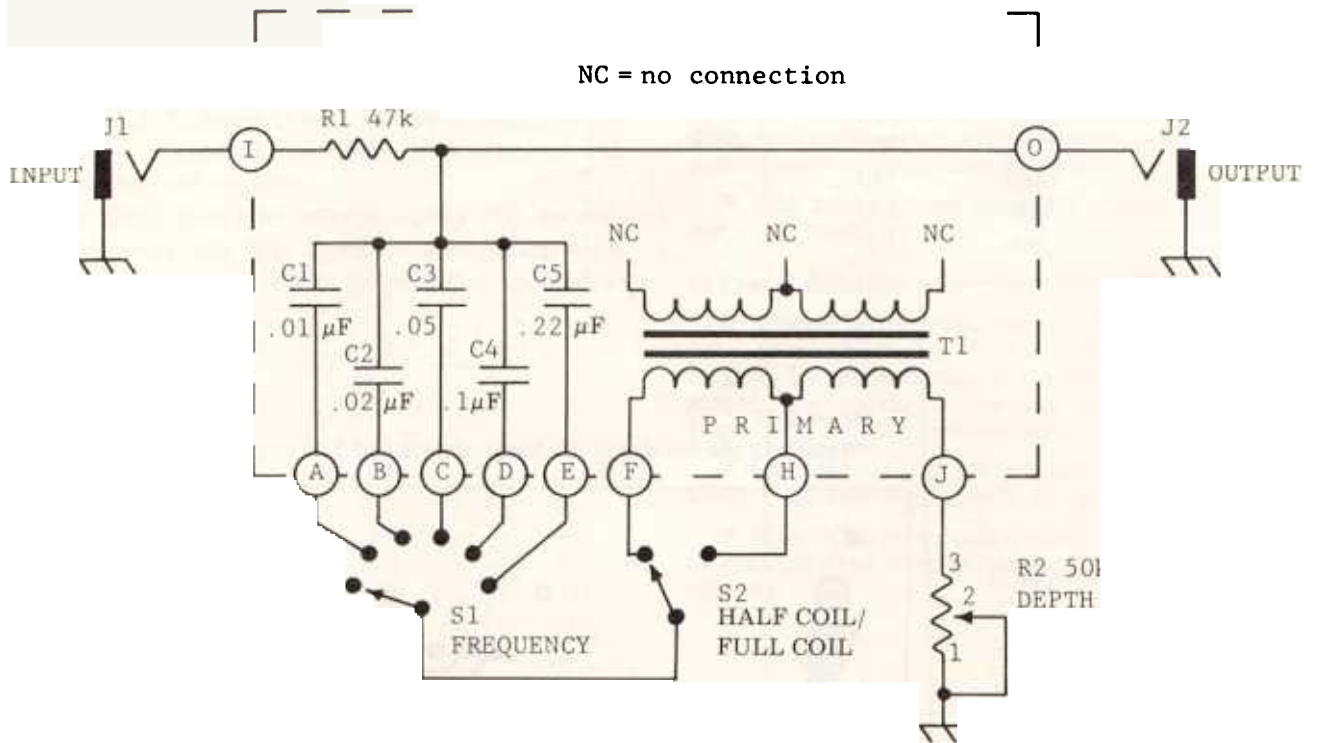 NC = no connection
R1 47k
J1
J2
I
O
INPUT
OUTPUT
NC
NC
NC
C1
C3
C5
.01 µF
.05
.22 µF
T1
C2
C4
.02 µF
.1µF
PRIMARY
A
B
C
D
E
F
H
J
3
R2 50k
2
DEPTH
S1
S2
HALF COIL/
FREQUENCY
FULL COIL
1